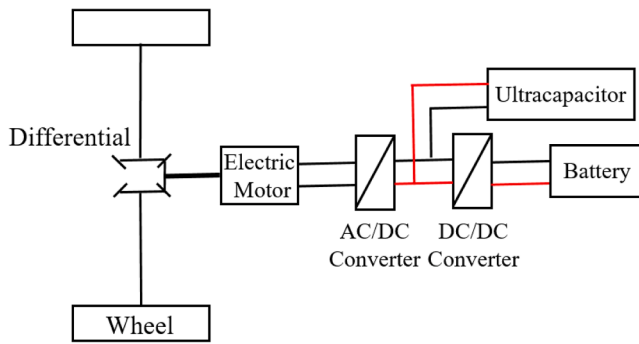 Ultracapacitor
Differential
Electric
Motor
Battery
AC/DC
Converter
DC/DC
Converter
Wheel